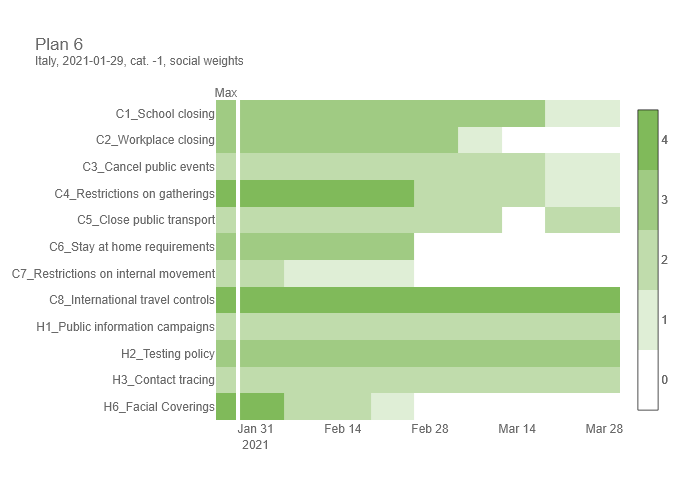 Plan 6
Italy, 2021-01-29, cat. -1, social weights
Max
C1_School closing
C2_Workplace closing
C3_Cancel public events
C4_Restrictions on gatherings
C5_Close public transport
C6_Stay at home requirements
C7_Restrictions on internal movement
C8_International travel controls
H1_Public information campaigns
H2_Testing policy
H3_Contact tracing
H6_Facial Coverings
Jan 31 Feb 14 Feb 28 Mar 14 Mar 28
2021
4
3
2
1
0